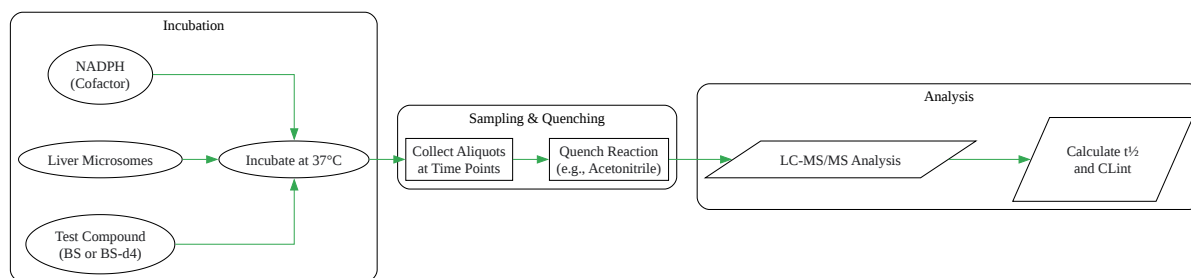 Incubation
NADPH
(Cofactor)
Liver Microsomes
Incubate at 37°C
Test Compound
(BS or BS-d4)
Sampling & Quenching
Collect Aliquots
at Time Points
Quench Reaction
(e.g., Acetonitrile)
Analysis
LC-MS/MS Analysis
Calculate t½
and CLint